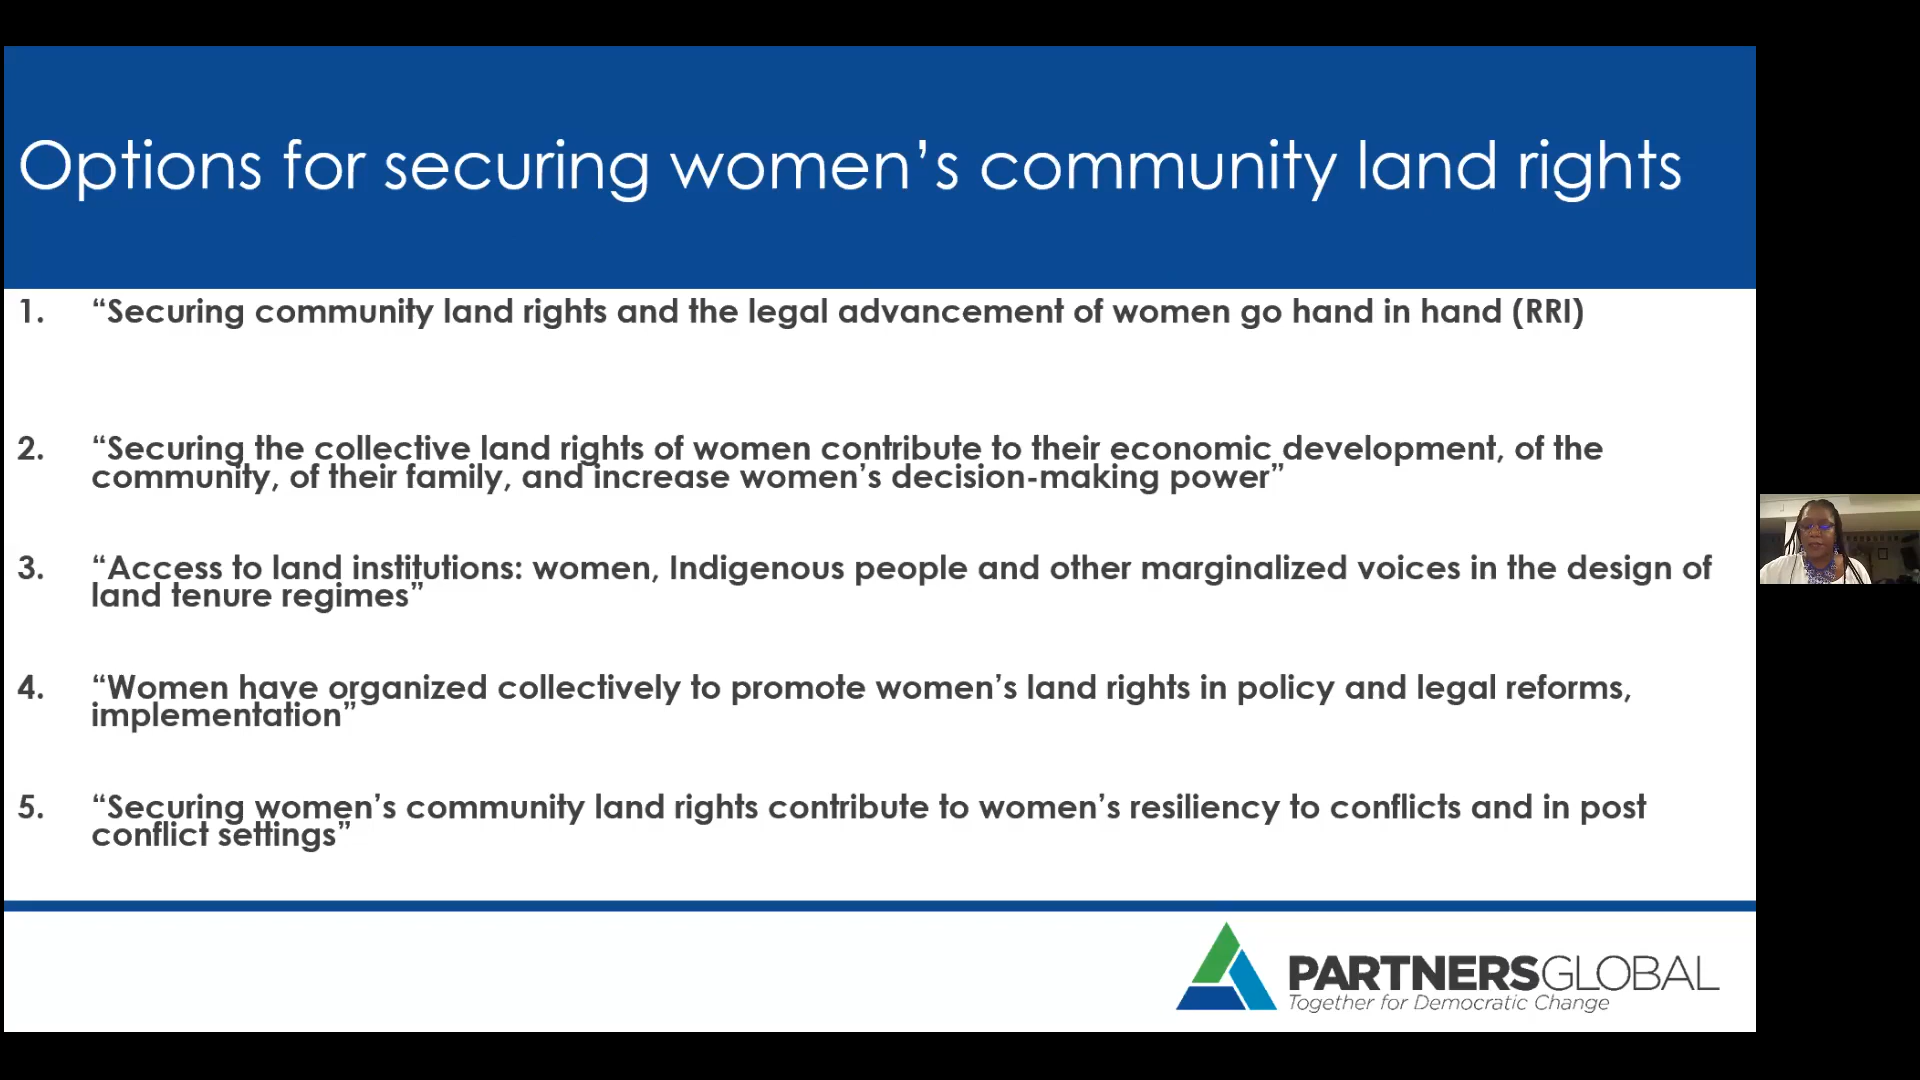 Options for securing women’s community land rights
1. “Securing community land rights and the legal advancement of women go hand in hand (RRI)
2. “Securing the collective land rights of women contribute to their economic development, of the
community, of their family, and increase women’s decision-making power”
3. “Access to land institutions: women, Indigenous people and other marginalized voices in the design of
land tenure regimes”
4. “Women have organized collectively to promote women’s land rights in policy and legal reforms,
implementation”
5. “Securing women’s community land rights contribute to women’s resiliency to conflicts and in post
conflict settings”
PARTNERSGLOBAL
Together for Democratic Change